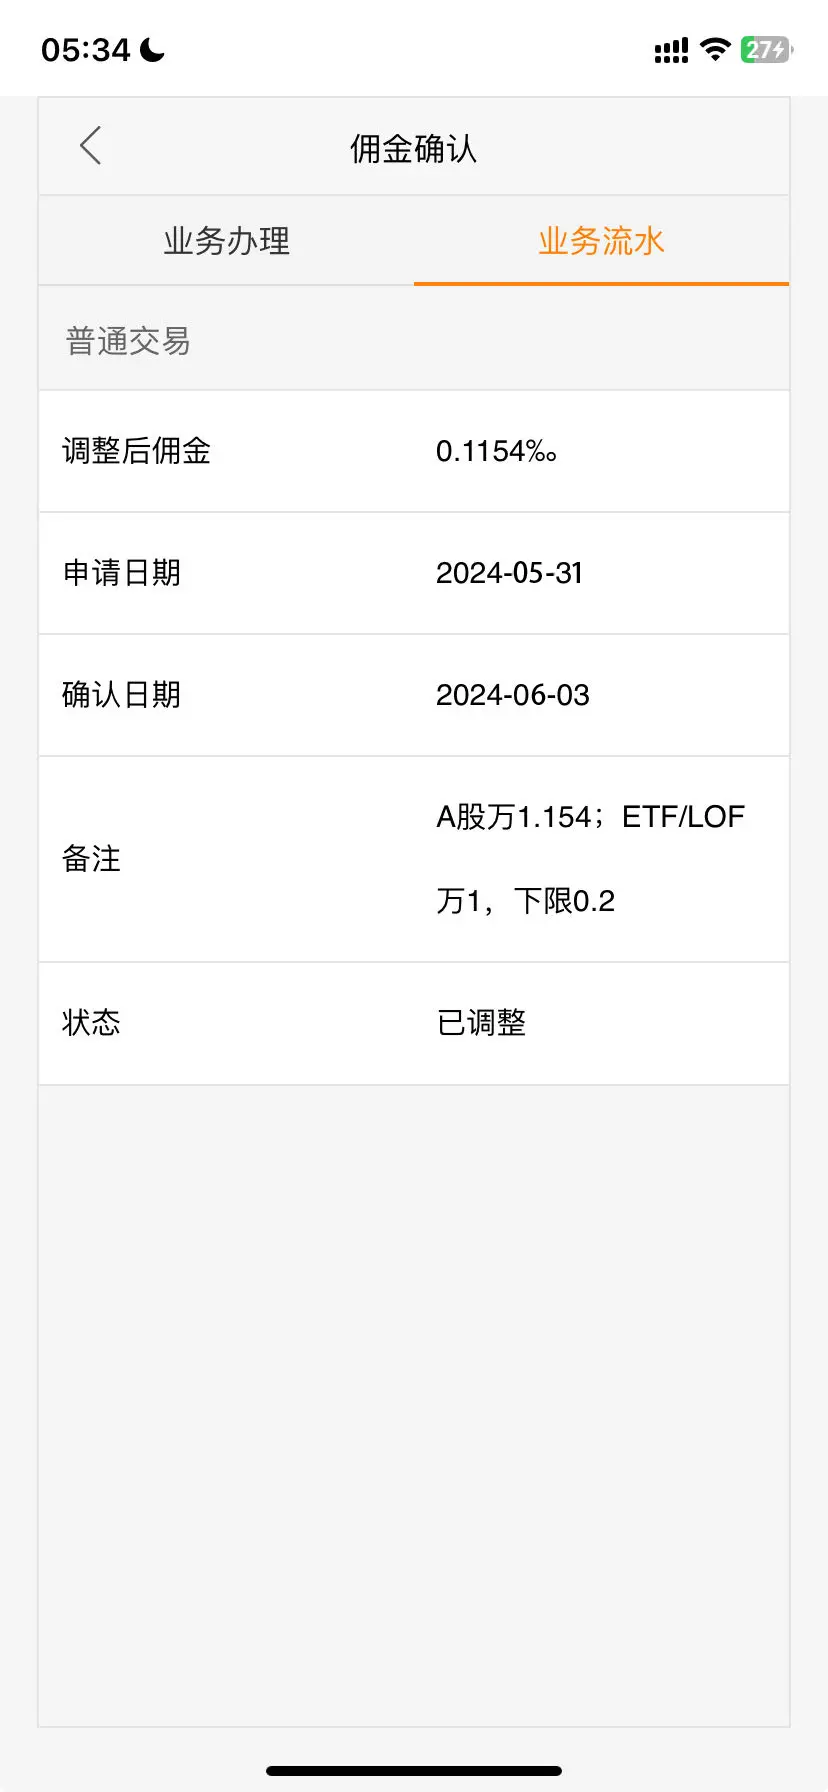 05:34
27
佣金确认
业务办理
业务流水
普通交易
调整后佣金
0.1154‰
申请日期
2024-05-31
确认日期
2024-06-03
备注
A股万1.154；ETF/LOF
万1，下限0.2
状态
已调整